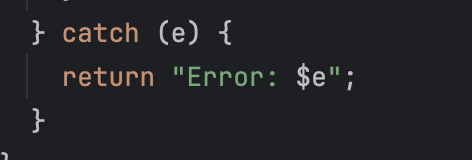 } catch (e) {
return "Error: $e";
}